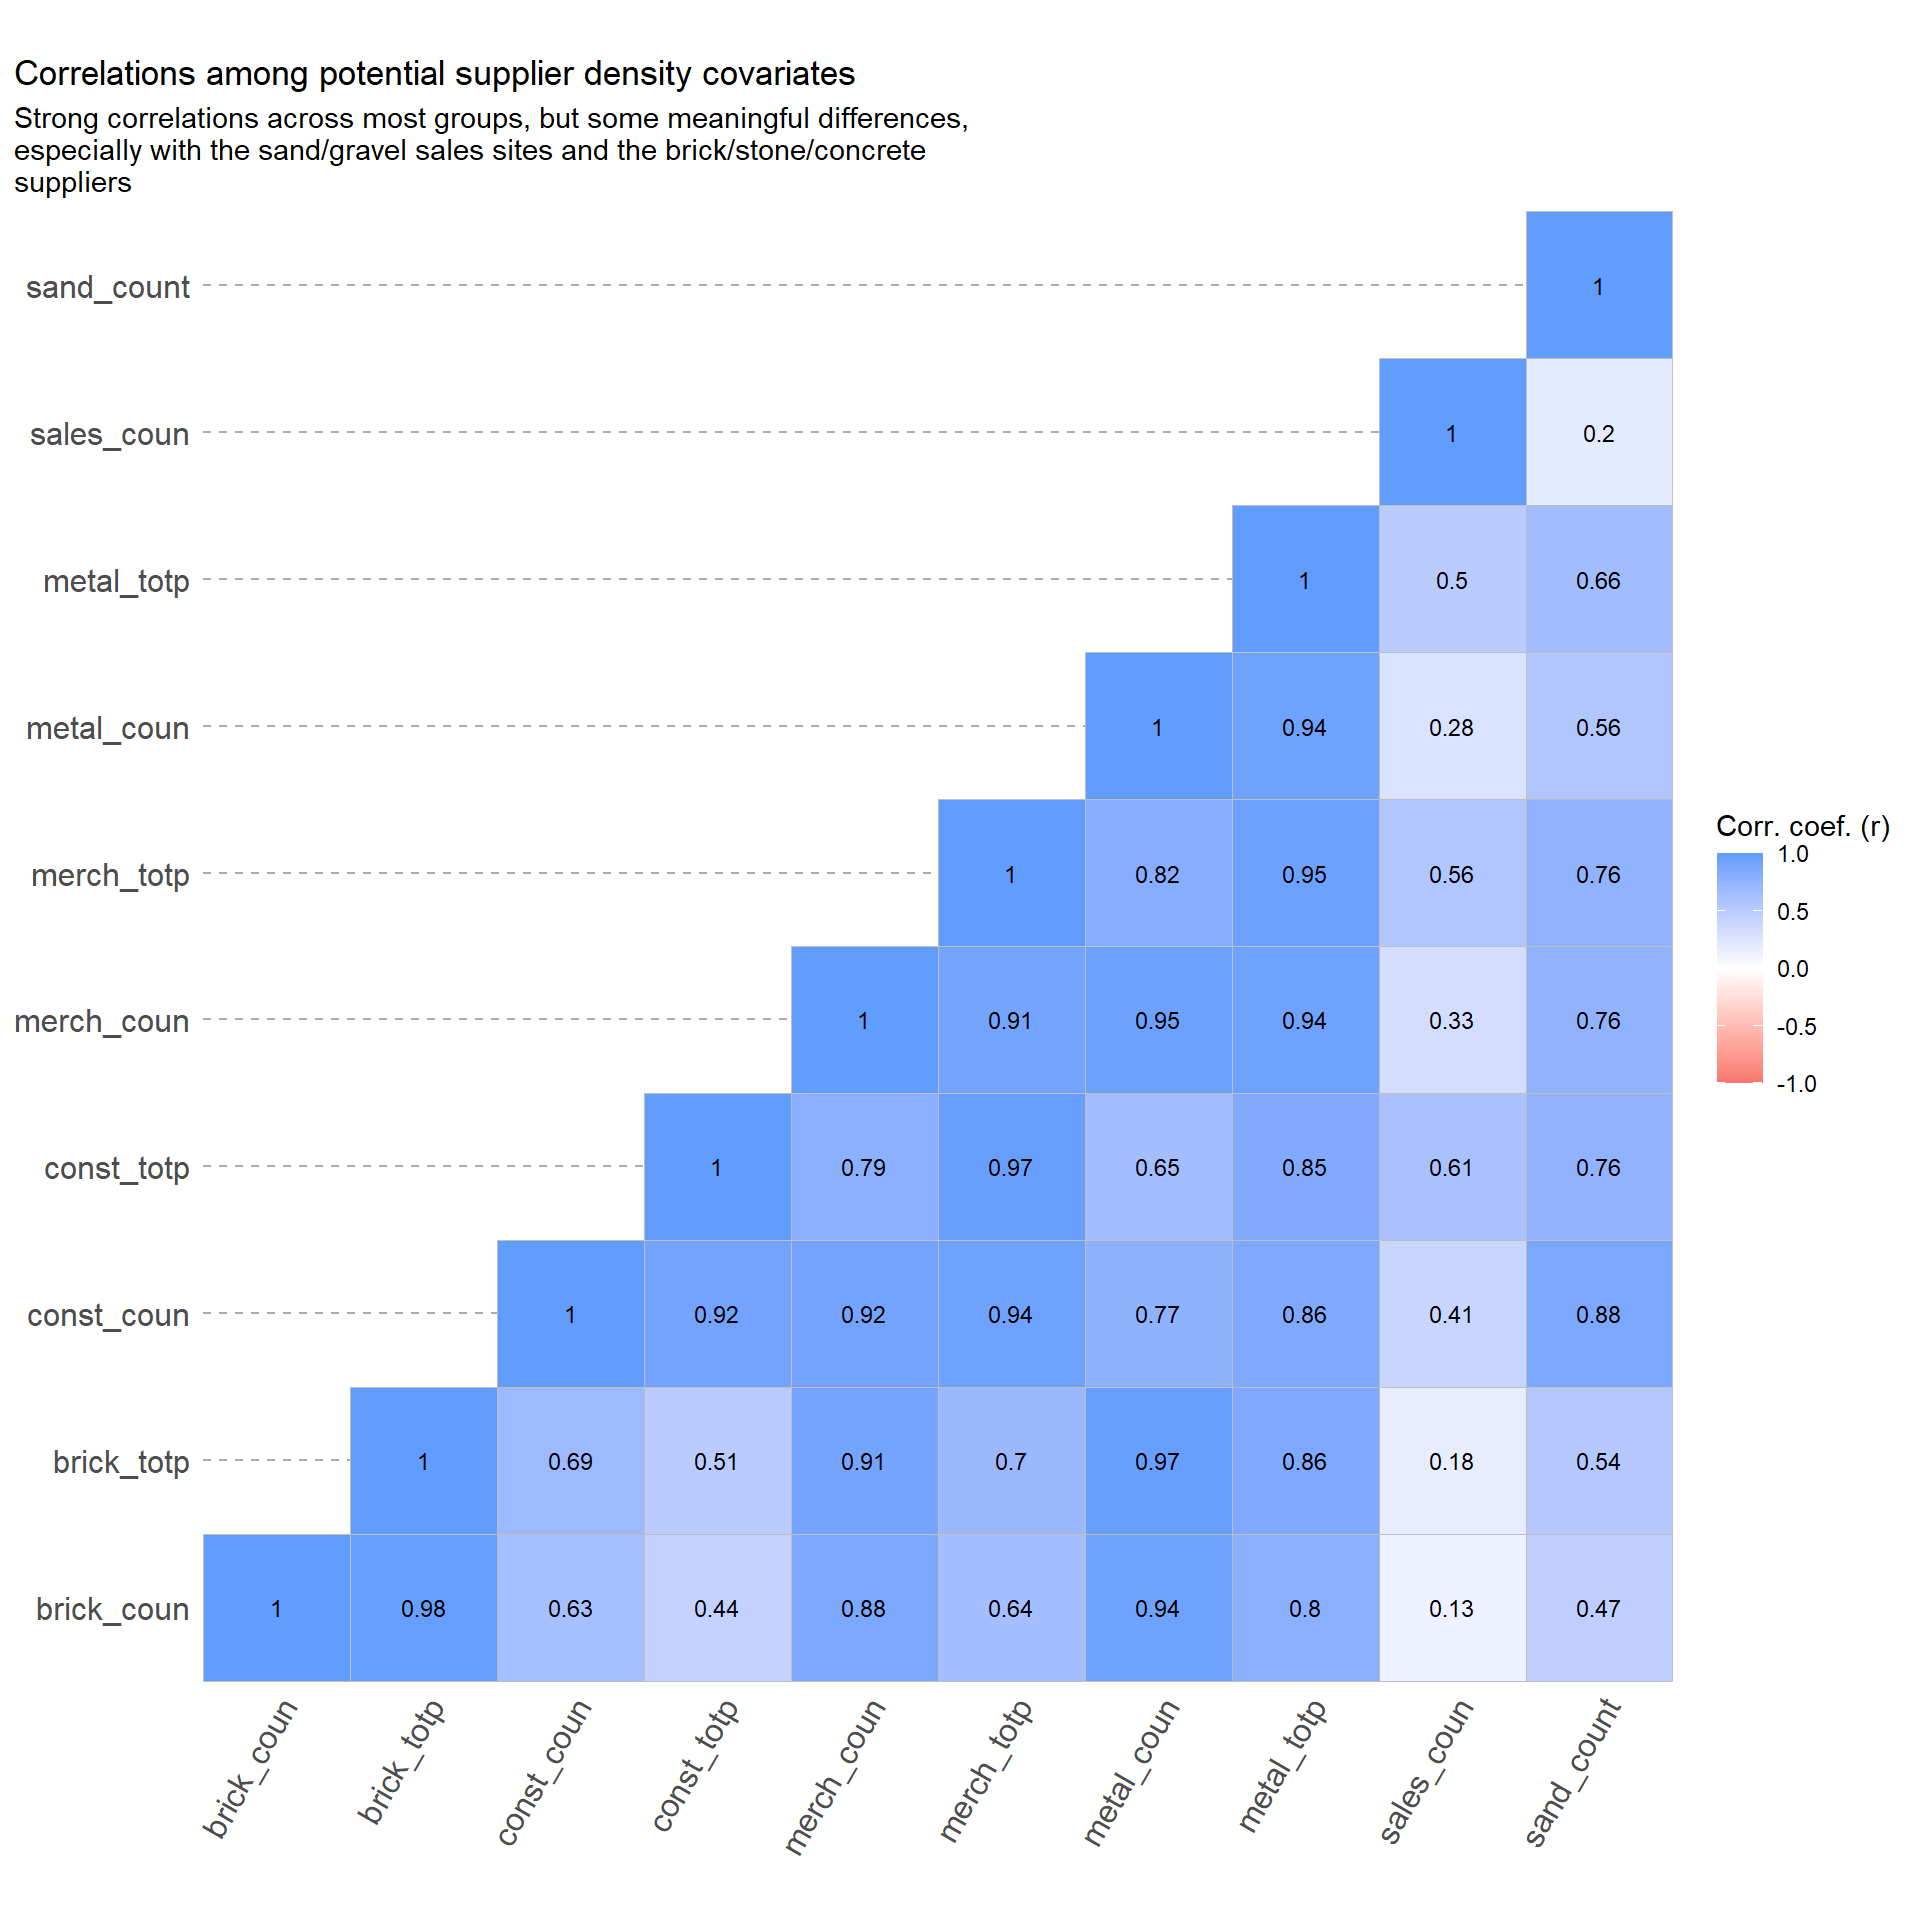 Correlations among potential supplier density covariates
Strong correlations across most groups, but some meaningful differences,
especially with the sand/gravel sales sites and the brick/stone/concrete
suppliers
sand_count
1
sales_coun
1
0.2
metal_totp
1
0.5
0.66
metal_coun
1
0.94
0.28
0.56
merch_totp
1
0.82
0.95
0.56
0.76
merch_coun
1
0.91
0.95
0.94
0.33
0.76
const_totp
1
0.79
0.97
0.65
0.85
0.61
0.76
const_coun
1
0.92
0.92
0.94
0.77
0.86
0.41
0.88
brick_totp
1
0.69
0.51
0.91
0.7
0.97
0.86
0.18
0.54
brick_coun
1
0.98
0.63
0.44
0.88
0.64
0.94
0.8
0.13
0.47
brick_coun
brick_totp
const_coun
const_totp
merch_coun
merch_totp
metal_coun
metal_totp
sales_coun
sand_count
Corr. coef. (r)
1.0
0.5
0.0
-0.5
-1.0